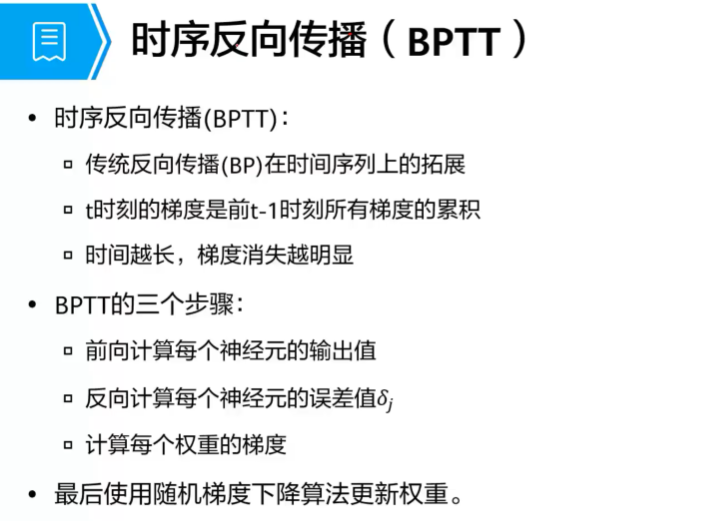 时序反向传播（BPTT）
• 时序反向传播(BPTT)：
▫ 传统反向传播(BP)在时间序列上的拓展
▫ t时刻的梯度是前t-1时刻所有梯度的累积
▫ 时间越长，梯度消失越明显
• BPTT的三个步骤：
▫ 前向计算每个神经元的输出值
▫ 反向计算每个神经元的误差值δⱼ
▫ 计算每个权重的梯度
• 最后使用随机梯度下降算法更新权重。